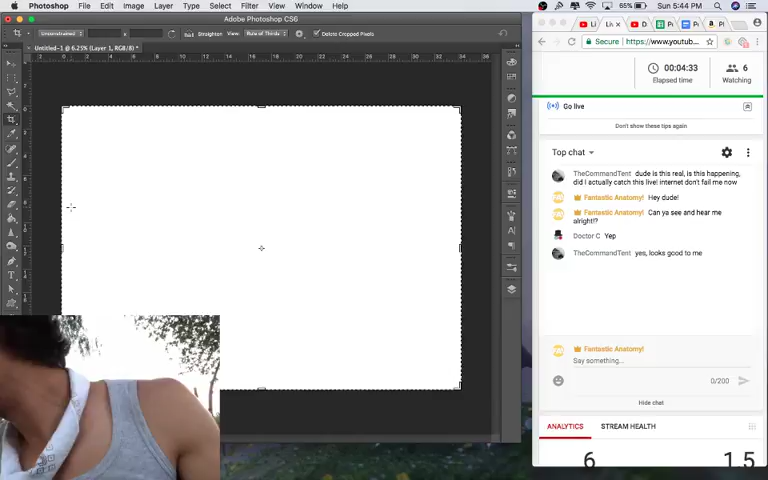 Photoshop File Edit Image Layer Type Select Filter View Window Help 65% Sun 5:44 PM
Adobe Photoshop CS6
Unconstrained x Straighten View: Rule of Thirds Delete Cropped Pixels
Untitled-1 @ 6.25% (Layer 1, RGB/8) *
Secure https://www.youtub
00:04:33
Elapsed time
6
Watching
Go live
Don't show these tips again
Top chat
TheCommandTent dude is this real, is this happening,
did I actually catch this live! internet don't fail me now
Fantastic Anatomy! Hey dude!
Fantastic Anatomy! Can ya see and hear me
alright!?
Doctor C Yep
TheCommandTent yes, looks good to me
Fantastic Anatomy!
Say something...
0/200
Hide chat
ANALYTICS STREAM HEALTH
6 1.5